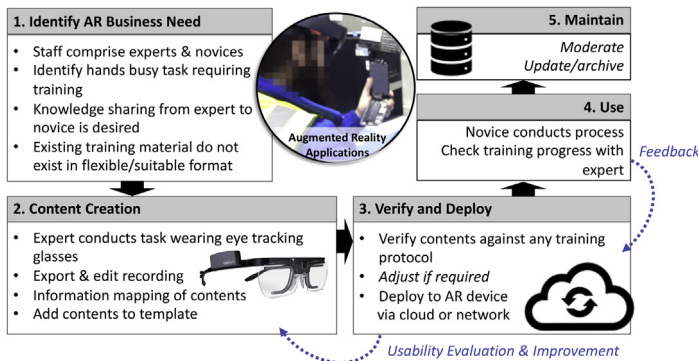 1. Identify AR Business Need
• Staff comprise experts & novices
• Identify hands busy task requiring
training
• Knowledge sharing from expert to
novice is desired
• Existing training material do not
exist in flexible/suitable format
Augmented Reality
Applications
5. Maintain
Moderate
Update/archive
4. Use
Novice conducts process
Check training progress with
expert
Feedback
2. Content Creation
• Expert conducts task wearing eye tracking
glasses
• Export & edit recording
• Information mapping of contents
• Add contents to template
3. Verify and Deploy
• Verify contents against any training
protocol
• Adjust if required
• Deploy to AR device
via cloud or network
Usability Evaluation & Improvement